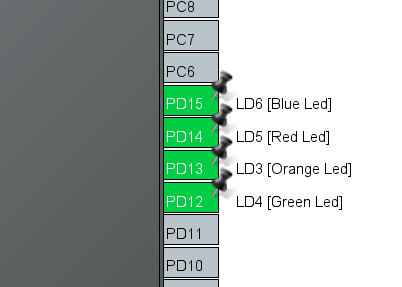 PC8
PC7
PC6
PD15 LD6 [Blue Led]
PD14 LD5 [Red Led]
PD13 LD3 [Orange Led]
PD12 LD4 [Green Led]
PD11
PD10